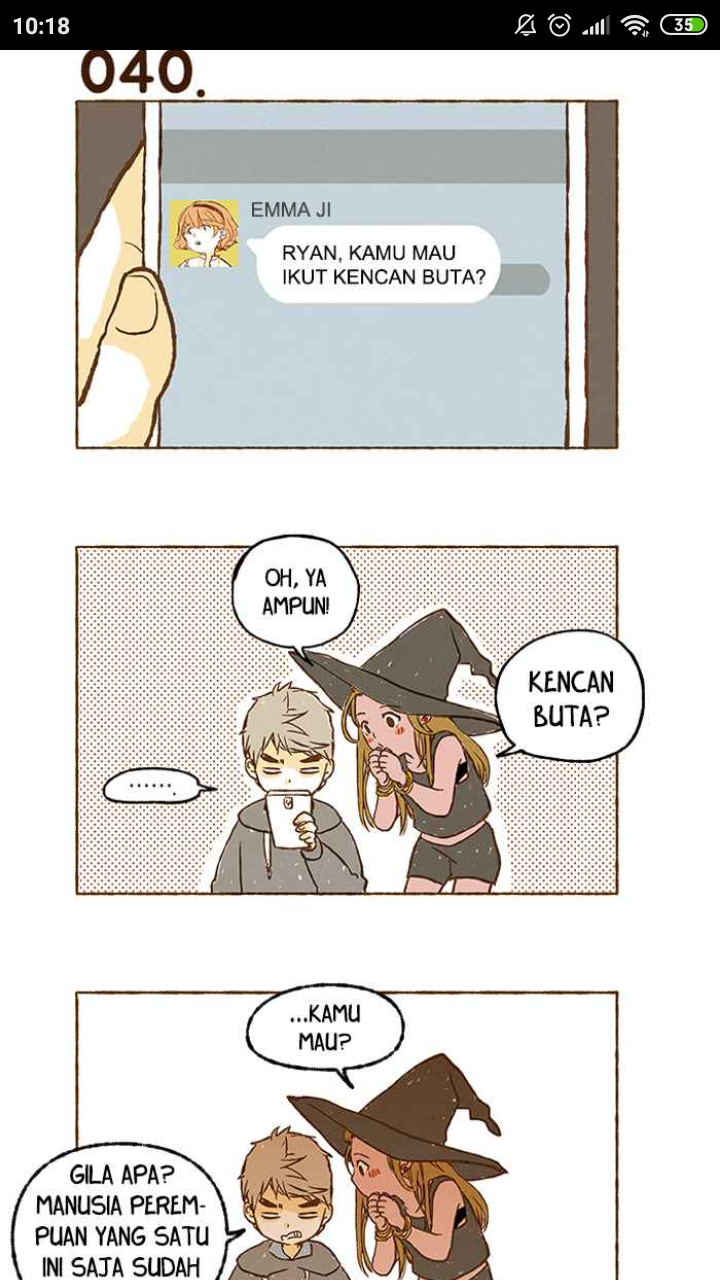 10:18
35
040.
EMMA JI
RYAN, KAMU MAU
IKUT KENCAN BUTA?
OH, YA
AMPUN!
KENCAN
BUTA?
.......
...KAMU
MAU?
GILA APA?
MANUSIA PEREM-
PUAN YANG SATU
INI SAJA SUDAH